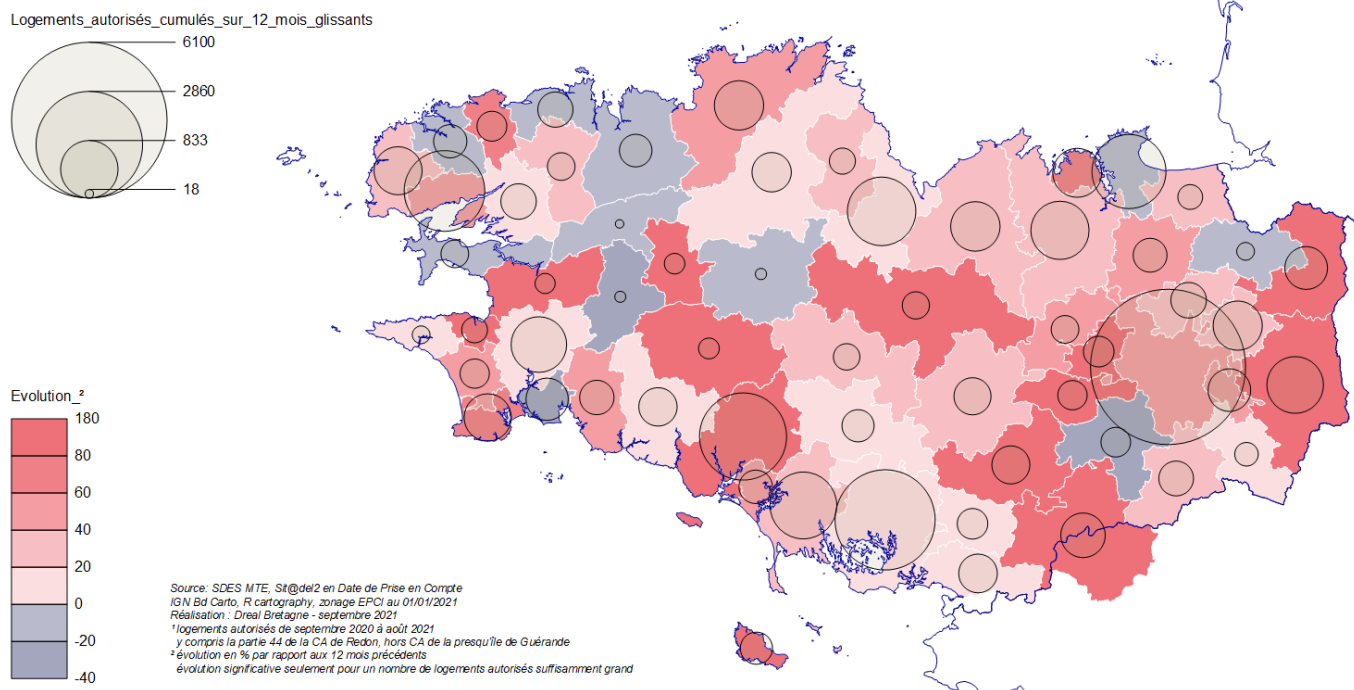 Logements_autorisés_cumulés_sur_12_mois_glissants
6100
2860
833
18
Evolution_²
180
80
60
40
20
0
-20
-40
Source: SDES MTE, Sit@del2 en Date de Prise en Compte
IGN Bd Carto, R cartography, zonage EPCI au 01/01/2021
Réalisation : Dreal Bretagne - septembre 2021
¹logements autorisés de septembre 2020 à août 2021
y compris la partie 44 de la CA de Redon, hors CA de la presqu'île de Guérande
² évolution en % par rapport aux 12 mois précédents
évolution significative seulement pour un nombre de logements autorisés suffisamment grand